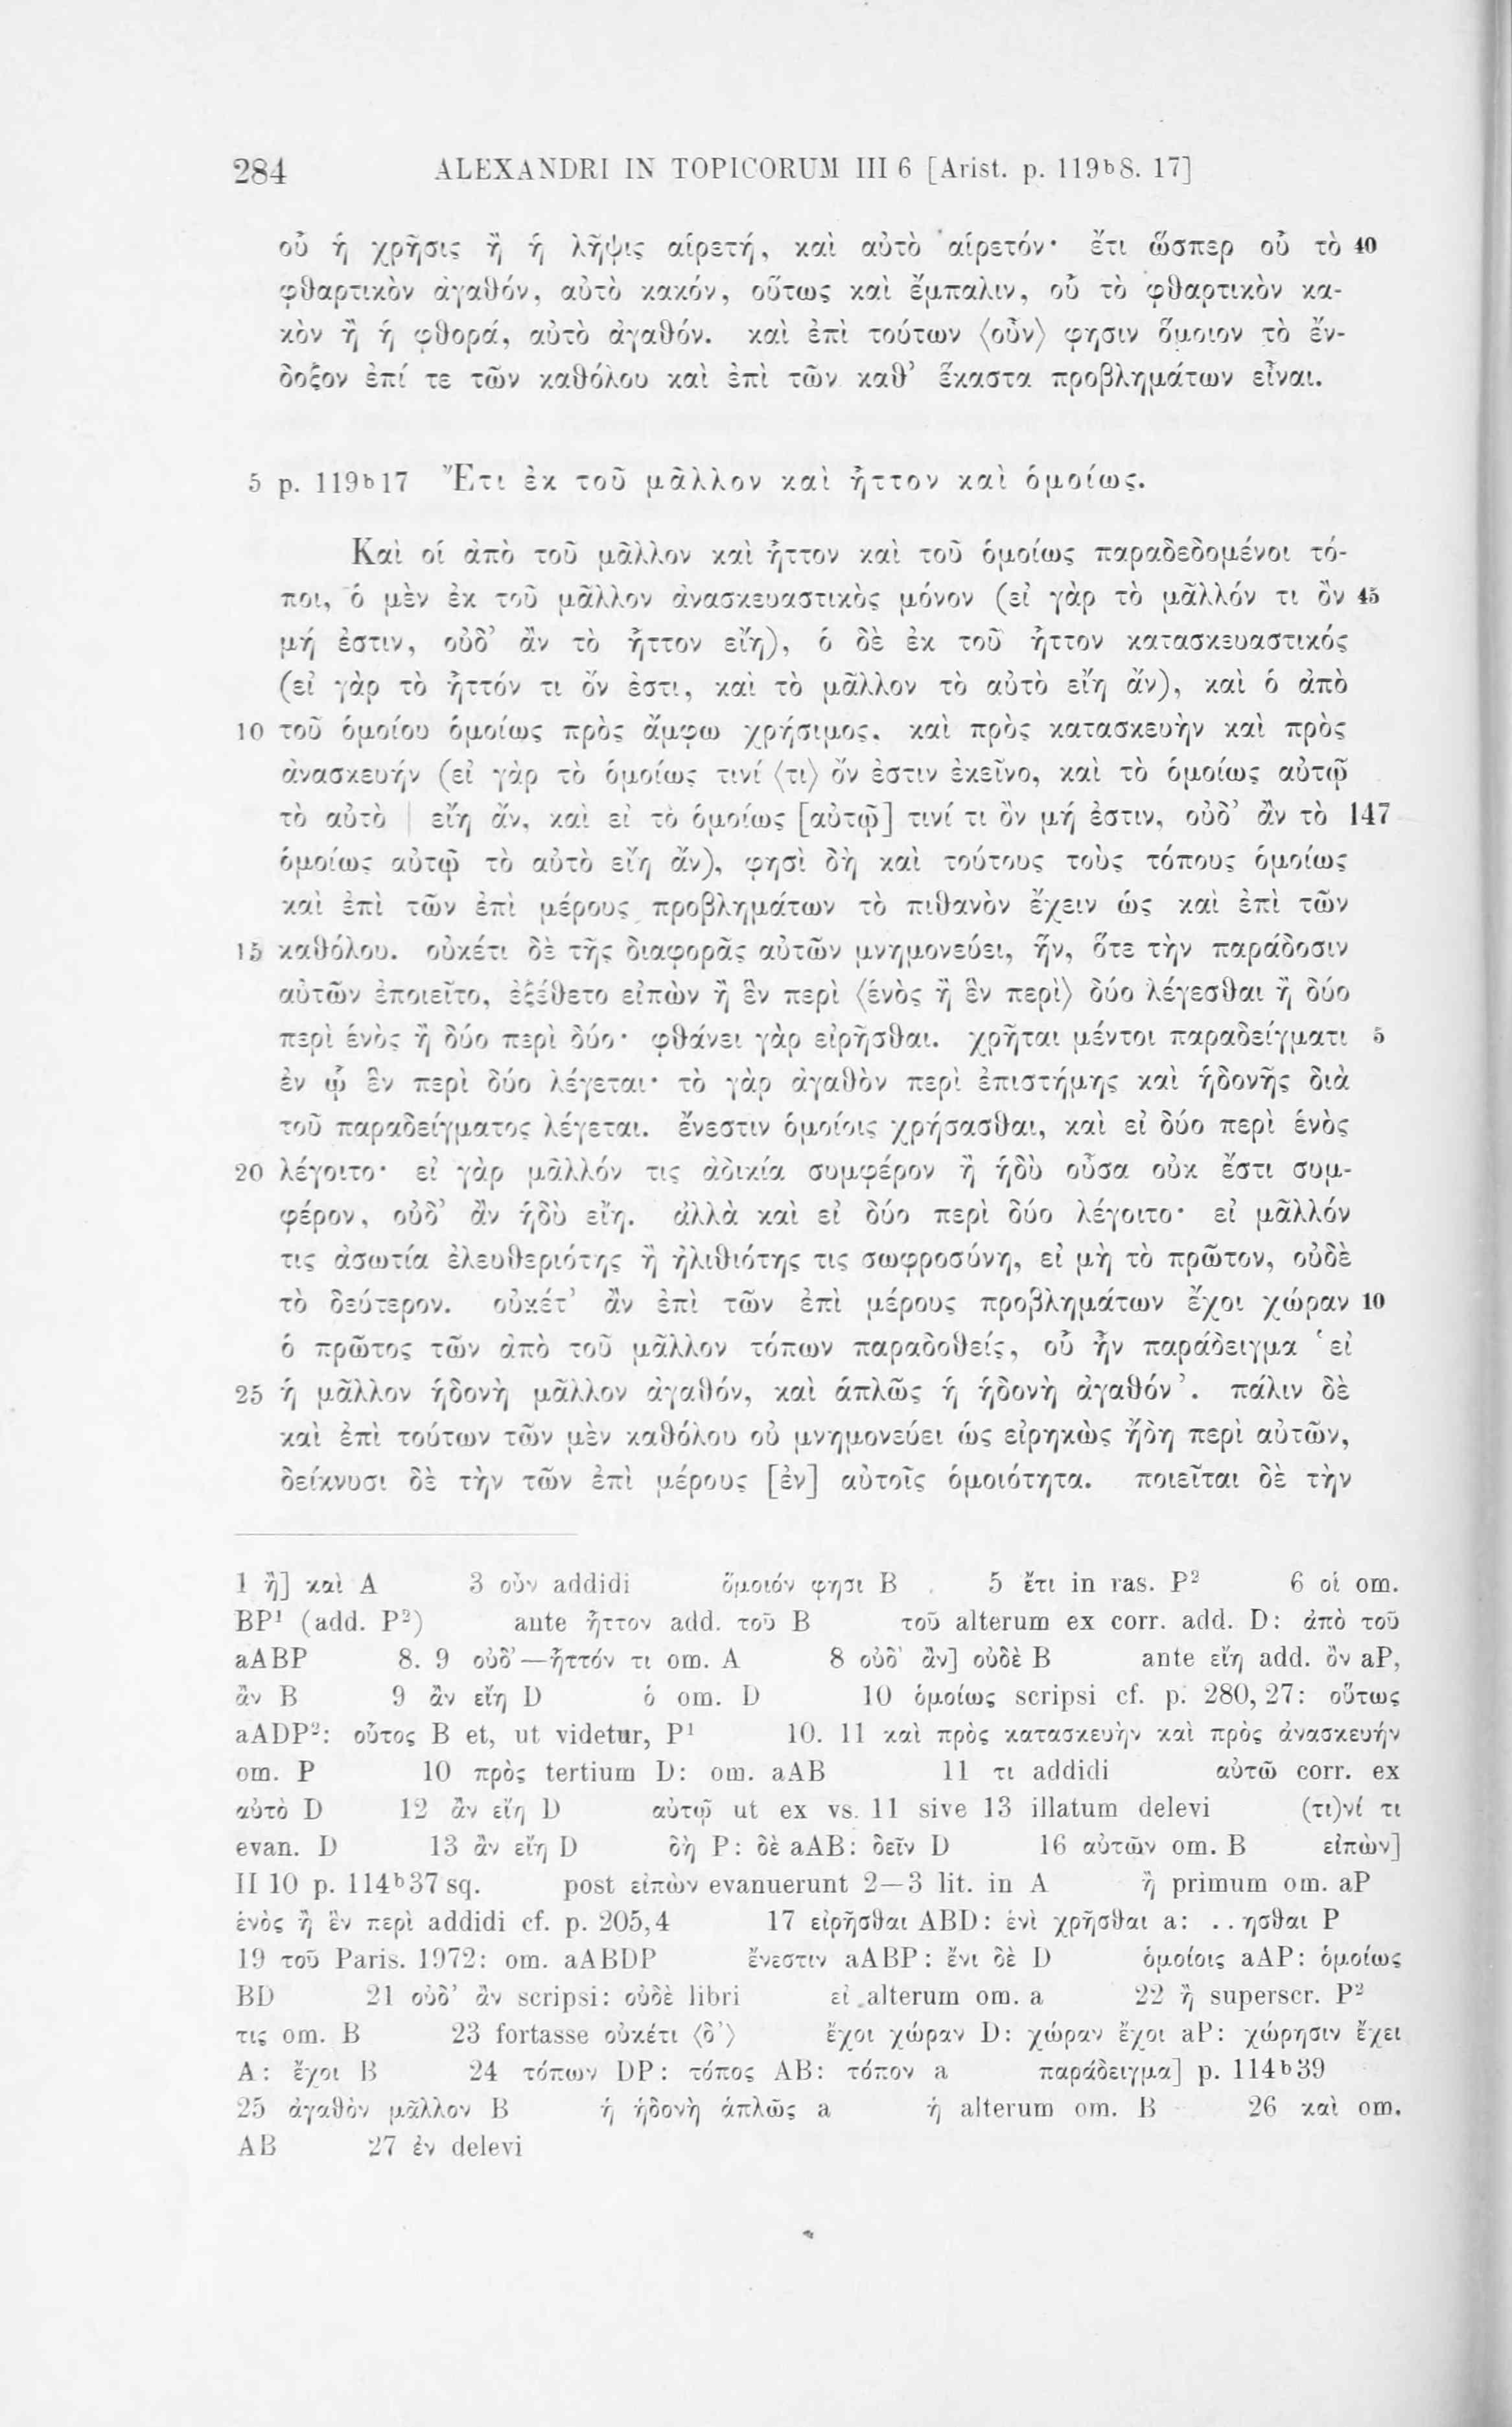 284 ALEXANDRI IN TOPICORUM III 6 [Arist. p. 119b8. 17]
οὗ ἡ χρῆσις ἢ ἡ λῆψις αἱρετή, καὶ αὐτὸ αἱρετόν· ἔτι ὥσπερ οὗ τὸ 40
φθαρτικὸν ἀγαθόν, αὐτὸ κακόν, οὕτως καὶ ἔμπαλιν, οὗ τὸ φθαρτικὸν κα-
κὸν ἢ ἡ φθορά, αὐτὸ ἀγαθόν. καὶ ἐπὶ τούτων ⟨οὖν⟩ φησιν ὅμοιον τὸ ἔν-
δοξον ἐπί τε τῶν καθόλου καὶ ἐπὶ τῶν καθ’ ἕκαστα προβλημάτων εἶναι.
5 p. 119b17 Ἔτι ἐκ τοῦ μᾶλλον καὶ ἧττον καὶ ὁμοίως.
Καὶ οἱ ἀπὸ τοῦ μᾶλλον καὶ ἧττον καὶ τοῦ ὁμοίως παραδεδομένοι τό-
ποι, ὁ μὲν ἐκ τοῦ μᾶλλον ἀνασκευαστικὸς μόνον (εἰ γὰρ τὸ μᾶλλόν τι ὂν 45
μή ἐστιν, οὐδ’ ἂν τὸ ἧττον εἴη), ὁ δὲ ἐκ τοῦ ἧττον κατασκευαστικός
(εἰ γὰρ τὸ ἧττόν τι ὄν ἐστι, καὶ τὸ μᾶλλον τὸ αὐτὸ εἴη ἄν), καὶ ὁ ἀπὸ
10 τοῦ ὁμοίου ὁμοίως πρὸς ἄμφω χρήσιμος, καὶ πρὸς κατασκευὴν καὶ πρὸς
ἀνασκευήν (εἰ γὰρ τὸ ὁμοίως τινί ⟨τι⟩ ὄν ἐστιν ἐκεῖνο, καὶ τὸ ὁμοίως αὐτῷ
τὸ αὐτὸ | εἴη ἄν, καὶ εἰ τὸ ὁμοίως [αὐτῷ] τινί τι ὂν μή ἐστιν, οὐδ’ ἂν τὸ 147
ὁμοίως αὐτῷ τὸ αὐτὸ εἴη ἄν), φησὶ δὴ καὶ τούτους τοὺς τόπους ὁμοίως
καὶ ἐπὶ τῶν ἐπὶ μέρους προβλημάτων τὸ πιθανὸν ἔχειν ὡς καὶ ἐπὶ τῶν
15 καθόλου. οὐκέτι δὲ τῆς διαφορᾶς αὐτῶν μνημονεύει, ἥν, ὅτε τὴν παράδοσιν
αὐτῶν ἐποιεῖτο, ἐξέθετο εἰπὼν ἢ ἓν περὶ ⟨ἑνὸς ἢ ἓν περὶ⟩ δύο λέγεσθαι ἢ δύο
περὶ ἑνὸς ἢ δύο περὶ δύο· φθάνει γὰρ εἰρῆσθαι. χρῆται μέντοι παραδείγματι 5
ἐν ᾧ ἓν περὶ δύο λέγεται· τὸ γὰρ ἀγαθὸν περὶ ἐπιστήμης καὶ ἡδονῆς διὰ
τοῦ παραδείγματος λέγεται. ἔνεστιν ὁμοίοις χρήσασθαι, καὶ εἰ δύο περὶ ἑνὸς
20 λέγοιτο· εἰ γὰρ μᾶλλόν τις ἀδικία συμφέρον ἢ ἡδὺ οὖσα οὐκ ἔστι συμ-
φέρον, οὐδ’ ἂν ἡδὺ εἴη. ἀλλὰ καὶ εἰ δύο περὶ δύο λέγοιτο· εἰ μᾶλλόν
τις ἀσωτία ἐλευθεριότης ἢ ἠλιθιότης τις σωφροσύνη, εἰ μὴ τὸ πρῶτον, οὐδὲ
τὸ δεύτερον. οὐκέτ’ ἂν ἐπὶ τῶν ἐπὶ μέρους προβλημάτων ἔχοι χώραν 10
ὁ πρῶτος τῶν ἀπὸ τοῦ μᾶλλον τόπων παραδοθείς, οὗ ἦν παράδειγμα ‘εἰ
25 ἡ μᾶλλον ἡδονὴ μᾶλλον ἀγαθόν, καὶ ἁπλῶς ἡ ἡδονὴ ἀγαθόν’. πάλιν δὲ
καὶ ἐπὶ τούτων τῶν μὲν καθόλου οὐ μνημονεύει ὡς εἰρηκὼς ἤδη περὶ αὐτῶν,
δείκνυσι δὲ τὴν τῶν ἐπὶ μέρους [ἐν] αὐτοῖς ὁμοιότητα. ποιεῖται δὲ τὴν
1 ἢ] καὶ A 3 οὖν addidi ὅμοιόν φησι B 5 ἔτι in ras. P² 6 οἱ om.
BP¹ (add. P²) ante ἧττον add. τοῦ B τοῦ alterum ex corr. add. D: ἀπὸ τοῦ
aABP 8. 9 οὐδ’—ἧττόν τι om. A 8 οὐδ’ ἂν] οὐδὲ B ante εἴη add. ὂν aP,
ἂν B 9 ἂν εἴη D ὁ om. D 10 ὁμοίως scripsi cf. p. 280,27: οὕτως
aADP²: οὗτος B et, ut videtur, P¹ 10. 11 καὶ πρὸς κατασκευὴν καὶ πρὸς ἀνασκευήν
om. P 10 πρὸς tertium D: om. aAB 11 τι addidi αὐτῶ corr. ex
αὐτὸ D 12 ἂν εἴη D αὐτῷ ut ex vs. 11 sive 13 illatum delevi (τι)νί τι
evan. D 13 ἂν εἴη D δὴ P: δὲ aAB: δεῖν D 16 αὐτῶν om. B εἰπὼν]
II 10 p. 114b37 sq. post εἰπὼν evanuerunt 2—3 lit. in A ἢ primum om. aP
ἑνὸς ἢ ἓν περὶ addidi cf. p. 205,4 17 εἰρῆσθαι ABD: ἑνὶ χρῆσθαι a: ..ησθαι P
19 τοῦ Paris. 1972: om. aABDP ἔνεστιν aABP: ἔνι δὲ D ὁμοίοις aAP: ὁμοίως
BD 21 οὐδ’ ἂν scripsi: οὐδὲ libri εἰ alterum om. a 22 ἢ superscr. P²
τις om. B 23 fortasse οὐκέτι ⟨δ’⟩ ἔχοι χώραν D: χώραν ἔχοι aP: χώρησιν ἔχει
A: ἔχοι B 24 τόπων DP: τόπος AB: τόπον a παράδειγμα] p. 114b39
25 ἀγαθὸν μᾶλλον B ἡ ἡδονὴ ἁπλῶς a ἡ alterum om. B 26 καὶ om.
AB 27 ἐν delevi